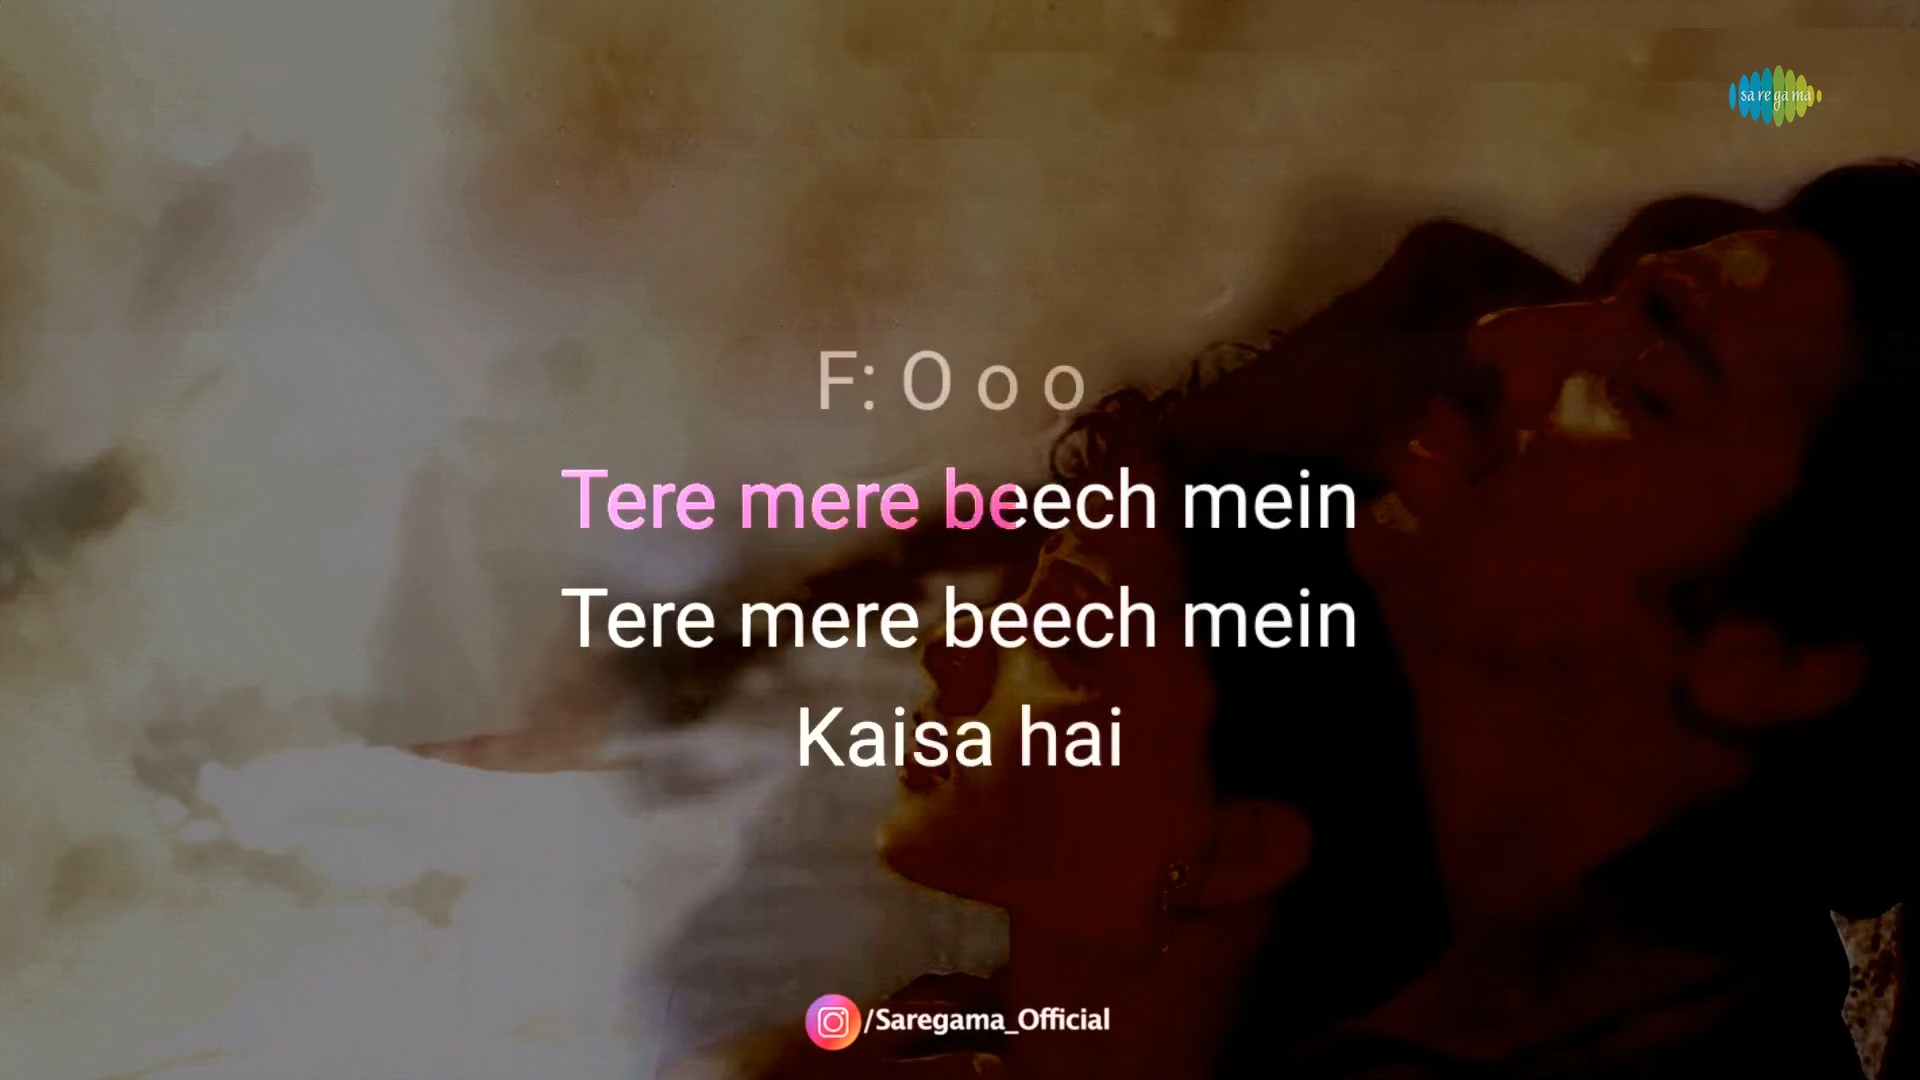 sa re ga ma
F: O o o
Tere mere beech mein
Tere mere beech mein
Kaisa hai
/Saregama_Official